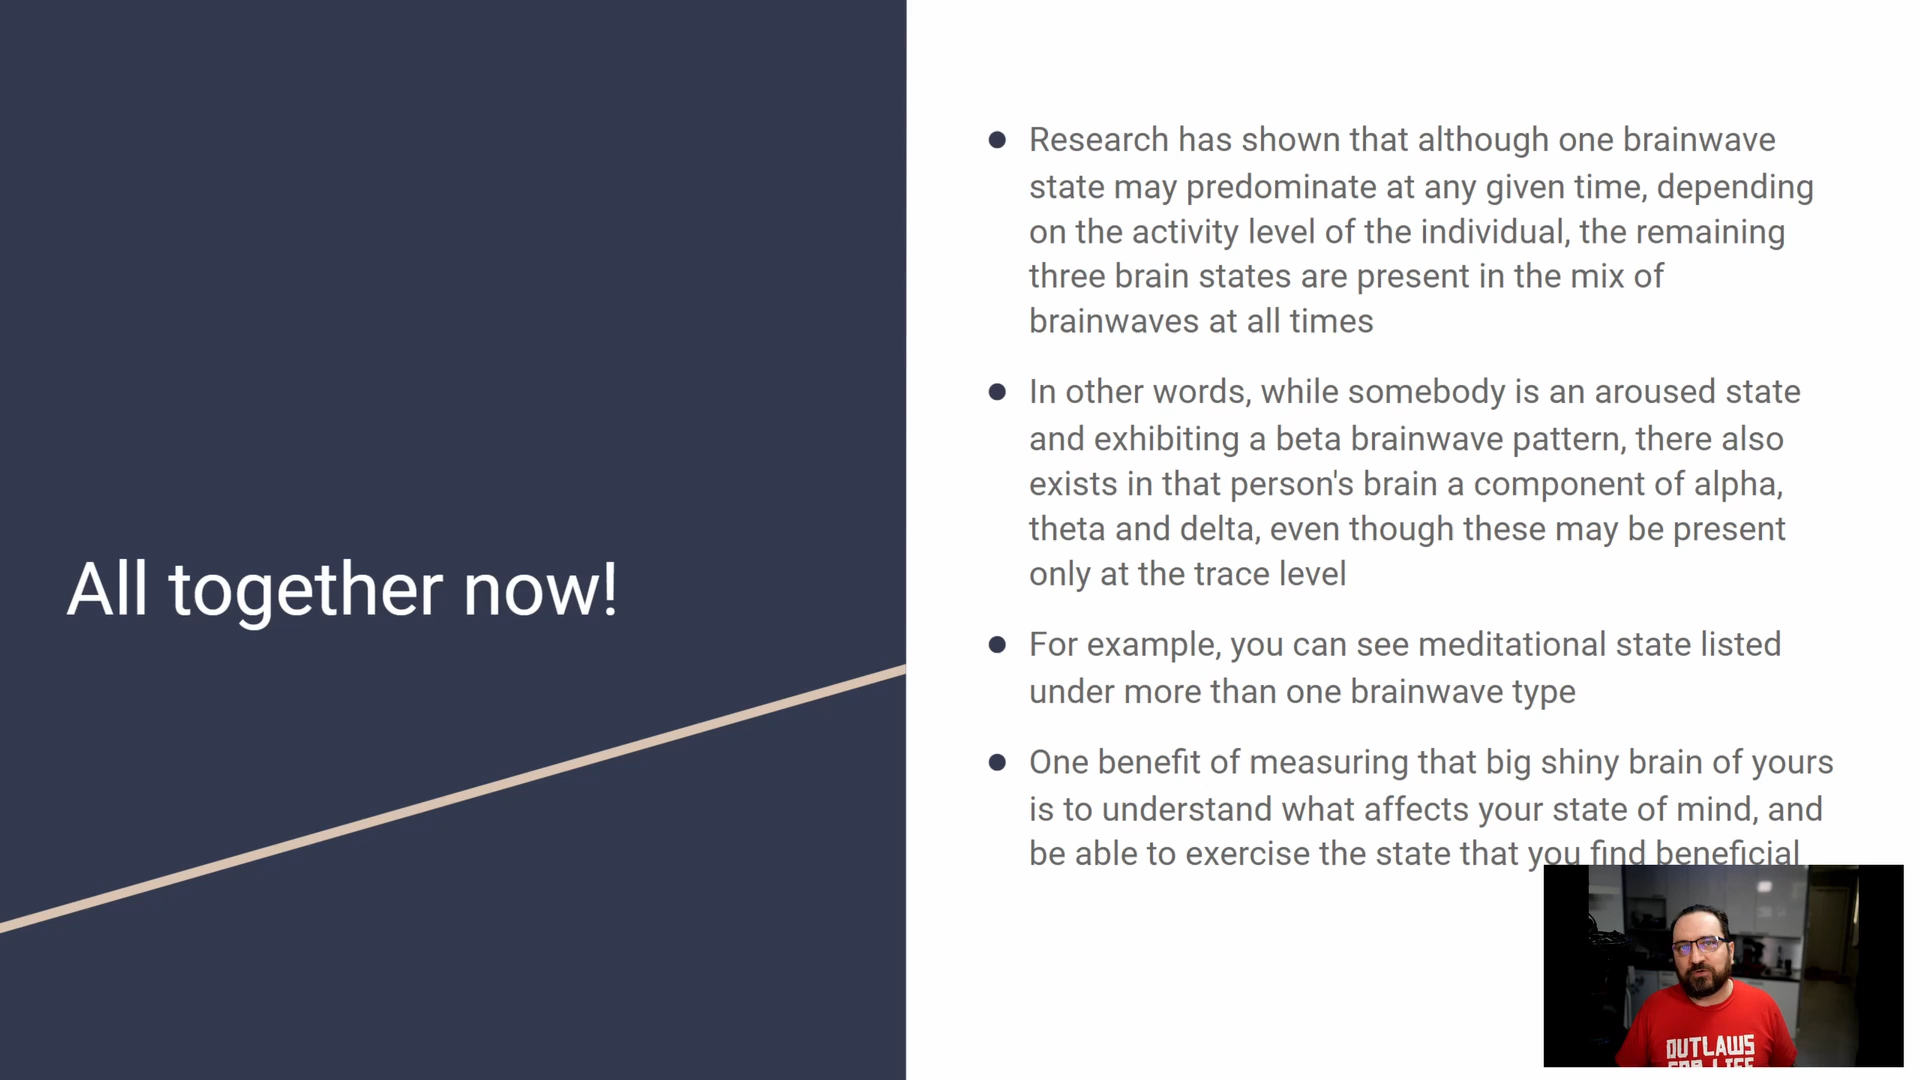 All together now!
● Research has shown that although one brainwave
state may predominate at any given time, depending
on the activity level of the individual, the remaining
three brain states are present in the mix of
brainwaves at all times
● In other words, while somebody is an aroused state
and exhibiting a beta brainwave pattern, there also
exists in that person's brain a component of alpha,
theta and delta, even though these may be present
only at the trace level
● For example, you can see meditational state listed
under more than one brainwave type
● One benefit of measuring that big shiny brain of yours
is to understand what affects your state of mind, and
be able to exercise the state that you find beneficial
OUTLAWS
FOR LIFE